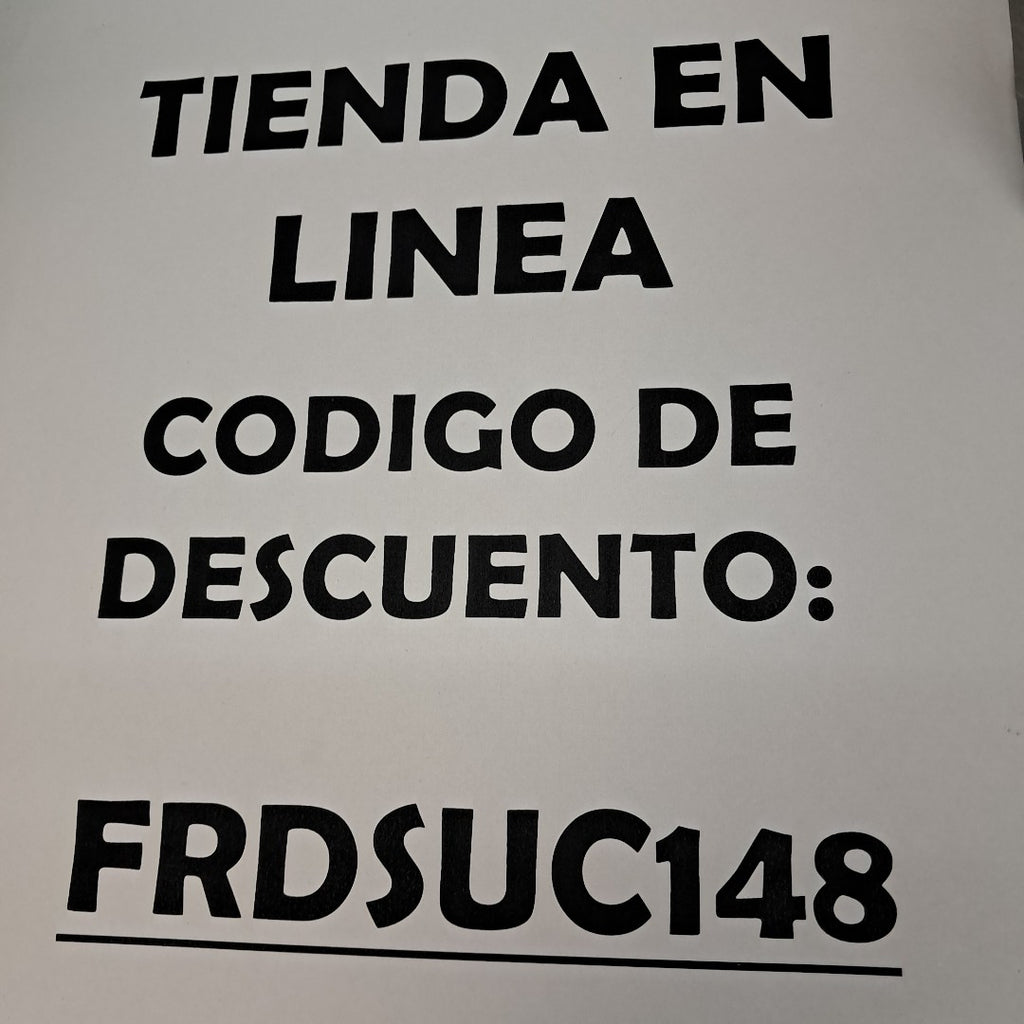 TIENDA EN
LINEA
CODIGO DE
DESCUENTO:
FRDSUC148